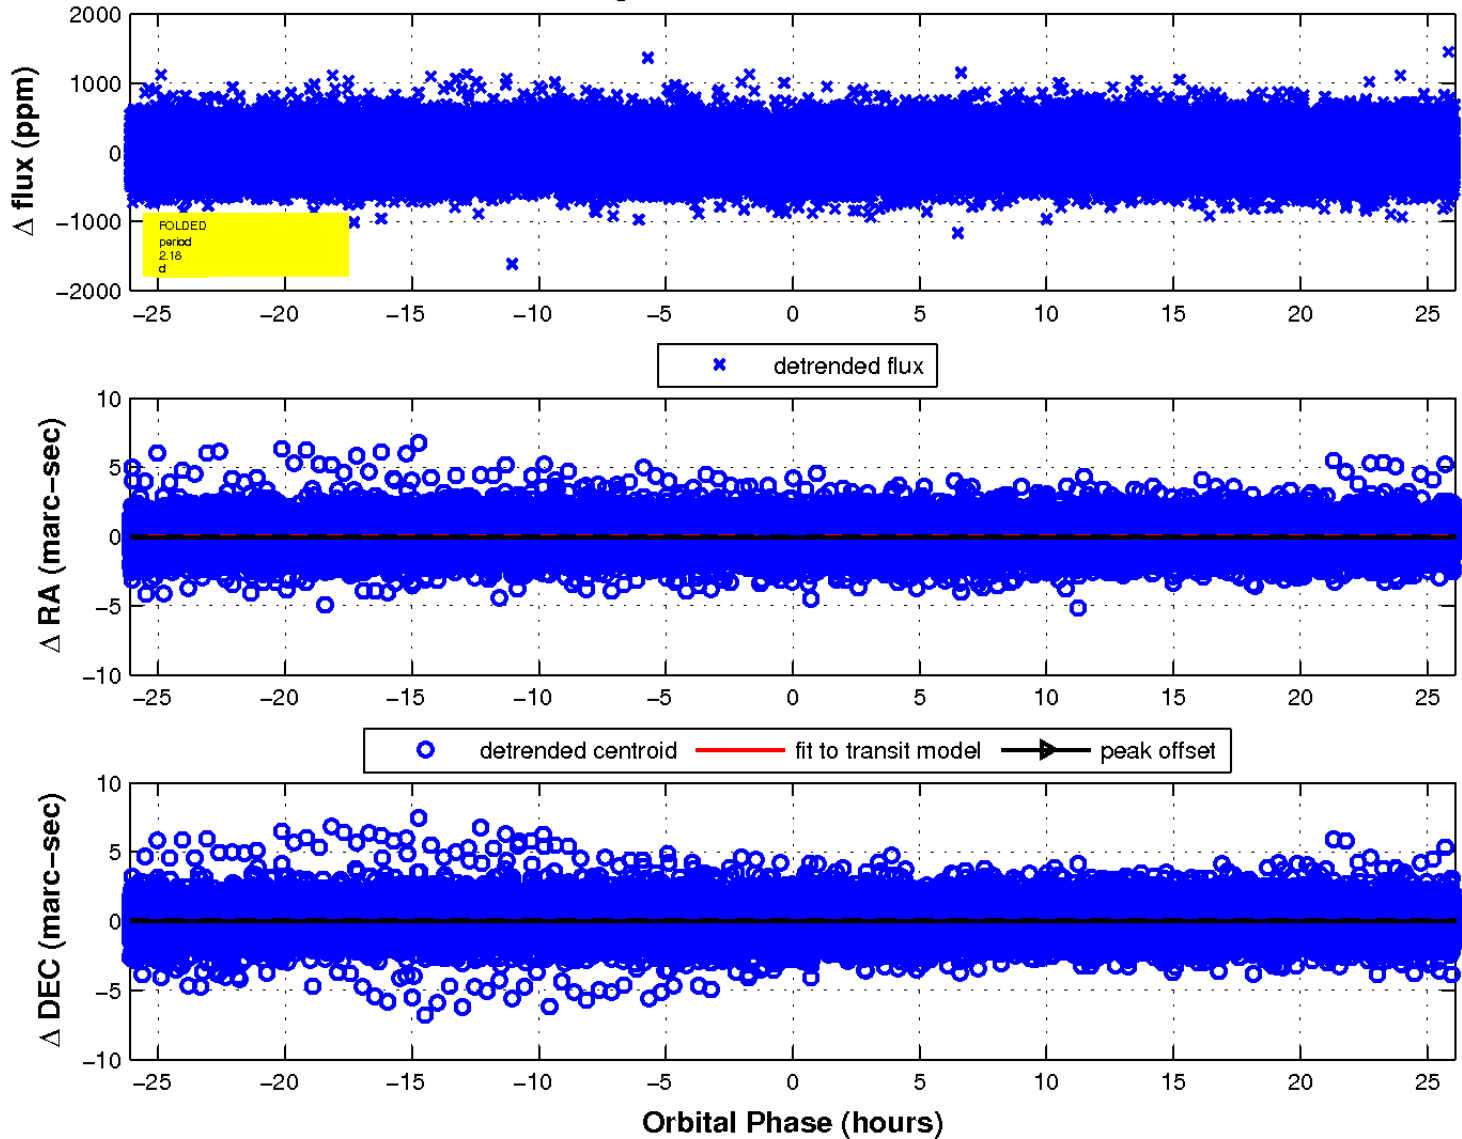 2000
1000
0
−1000
−2000
Δ flux (ppm)
FOLDED
period
2.18
d
−25 −20 −15 −10 −5 0 5 10 15 20 25
detrended flux
10
5
0
−5
−10
Δ RA (marc−sec)
−25 −20 −15 −10 −5 0 5 10 15 20 25
detrended centroid fit to transit model peak offset
10
5
0
−5
−10
Δ DEC (marc−sec)
−25 −20 −15 −10 −5 0 5 10 15 20 25
Orbital Phase (hours)